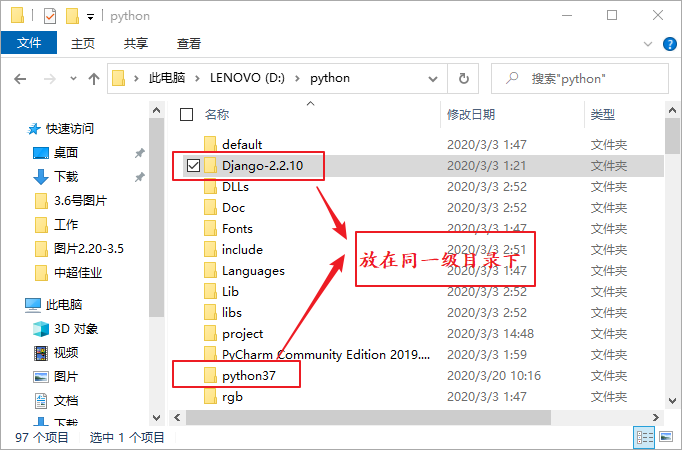 python
文件 主页 共享 查看
此电脑 LENOVO (D:) python 搜索"python"
名称 修改日期 类型
快速访问
桌面
下载
3.6号图片
工作
图片2.20-3.5
中超佳业
此电脑
3D 对象
视频
图片
文档
下载
default 2020/3/3 1:47 文件夹
Django-2.2.10 2020/3/3 1:21 文件夹
DLLs 2020/3/3 2:52 文件夹
Doc 2020/3/3 2:52 文件夹
Fonts 2020/3/3 1:47 文件夹
include 2020/3/3 2:51 文件夹
放在同一级目录下
Languages 2020/3/3 1:47 文件夹
Lib 2020/3/3 2:52 文件夹
libs 2020/3/3 2:52 文件夹
project 2020/3/3 14:48 文件夹
PyCharm Community Edition 2019.... 2020/3/3 1:59 文件夹
python37 2020/3/20 10:16 文件夹
rgb 2020/3/3 1:47 文件夹
97 个项目 选中 1 个项目